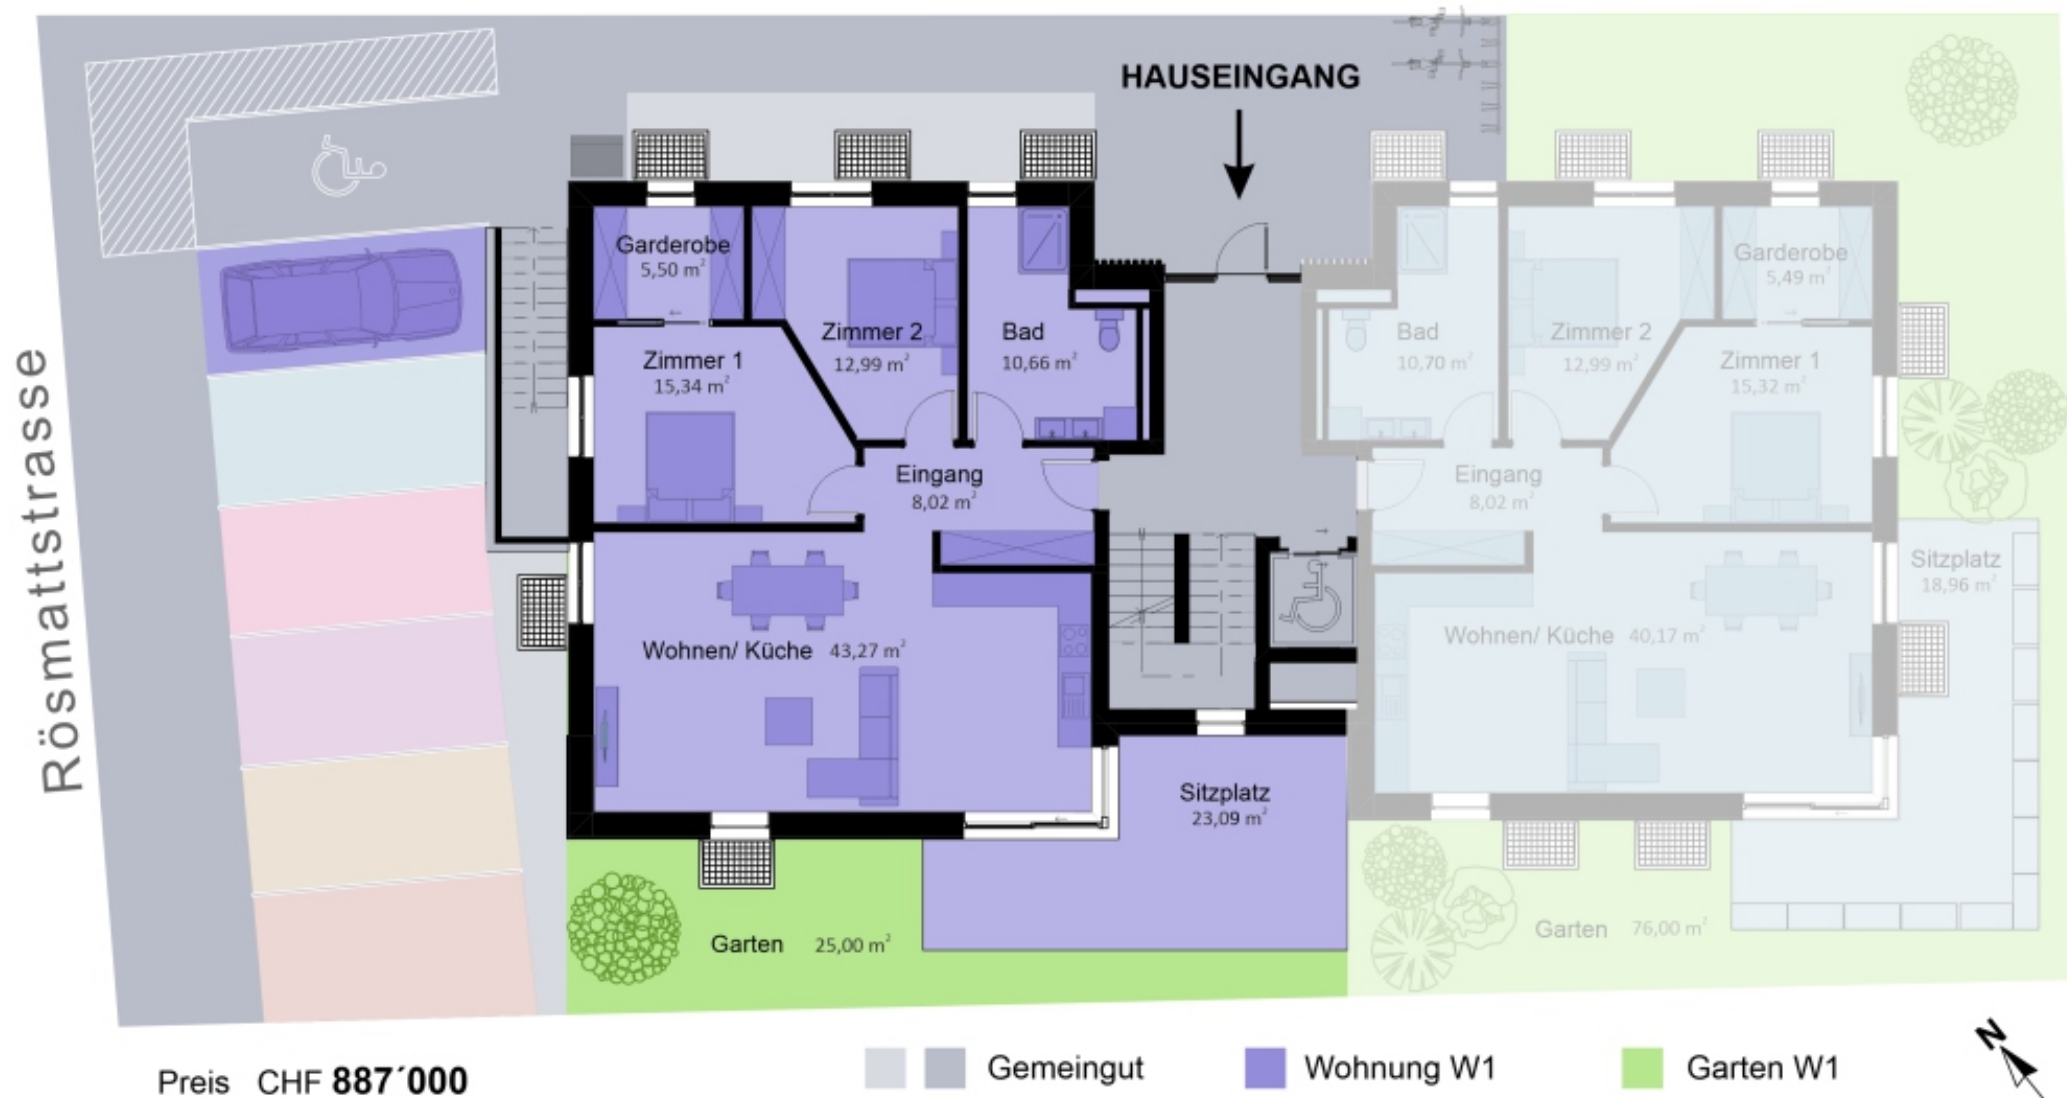 HAUSEINGANG
Rösmattstrasse
Garderobe
5,50 m²
Zimmer 2
12,99 m²
Bad
10,66 m²
Zimmer 1
15,34 m²
Eingang
8,02 m²
Wohnen/ Küche 43,27 m²
Sitzplatz
23,09 m²
Garten 25,00 m²
Garderobe
5,49 m²
Bad
10,70 m²
Zimmer 2
12,99 m²
Zimmer 1
15,32 m²
Eingang
8,02 m²
Sitzplatz
18,96 m²
Wohnen/ Küche 40,17 m²
Garten 76,00 m²
N
Preis CHF 887´000
Gemeingut
Wohnung W1
Garten W1